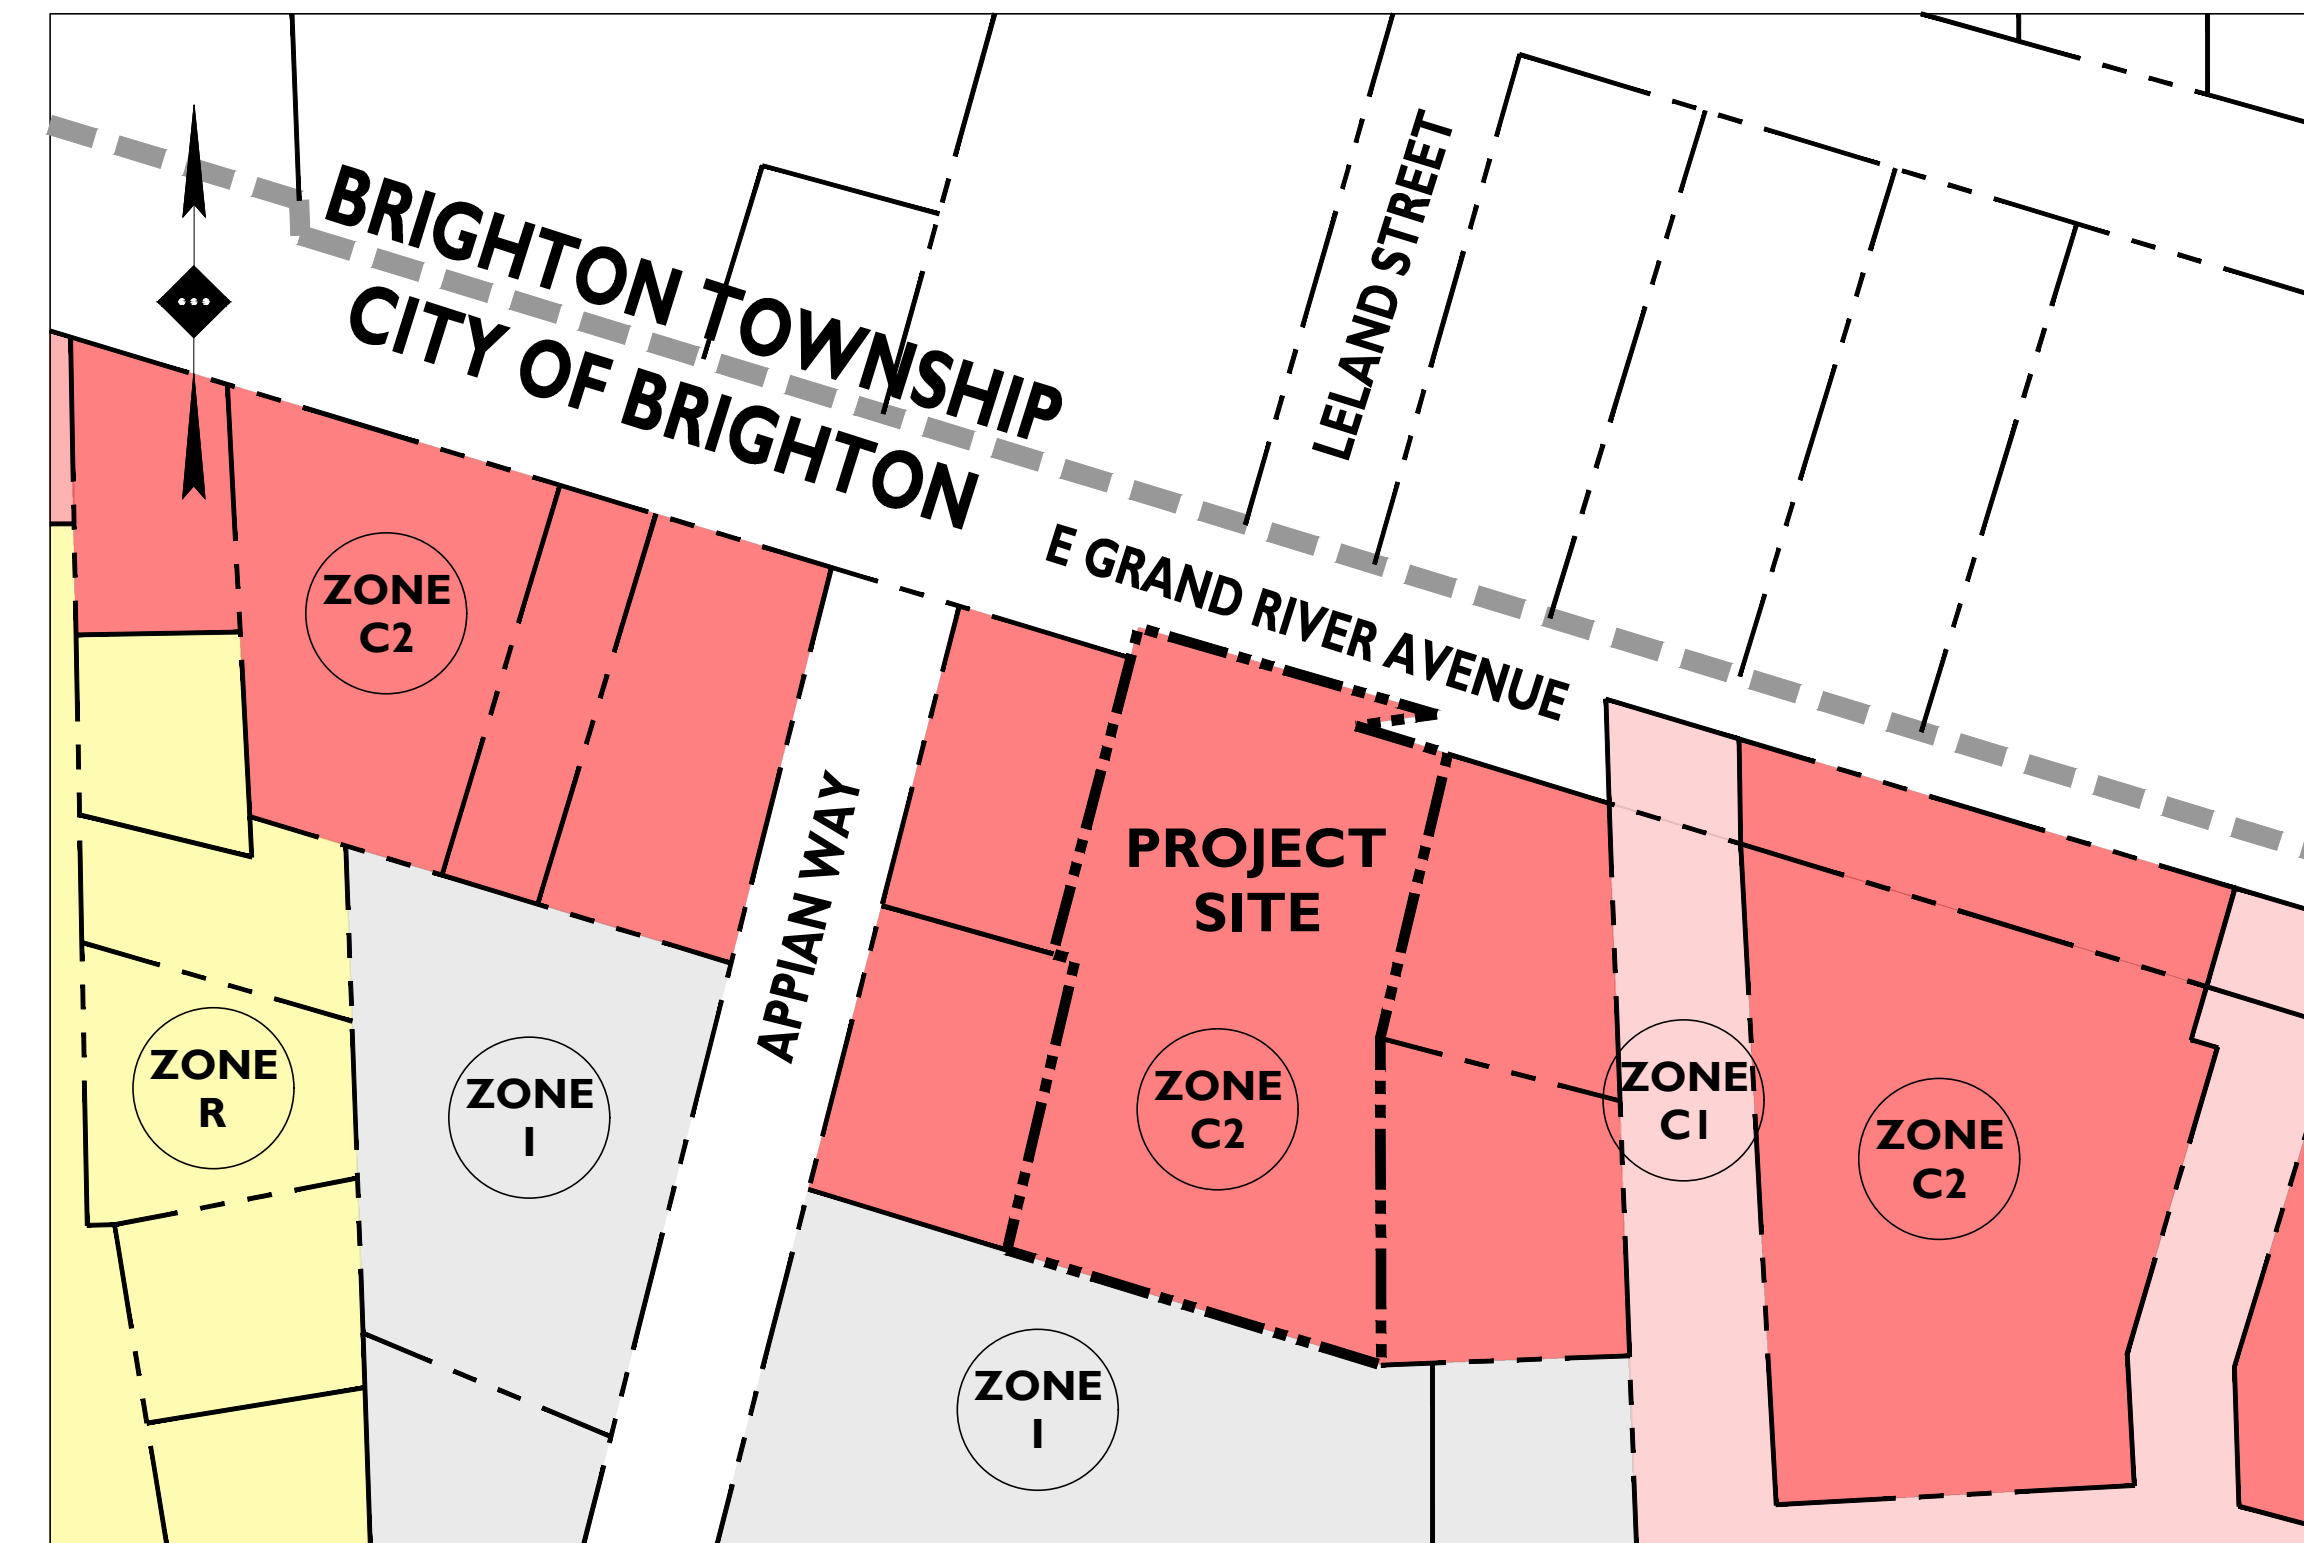 BRIGHTON TOWNSHIP
CITY OF BRIGHTON
LELAND STREET
E GRAND RIVER AVENUE
ZONE
C2
APPIAN WAY
PROJECT
SITE
ZONE
R
ZONE
I
ZONE
C2
ZONE
C1
ZONE
C2
ZONE
I